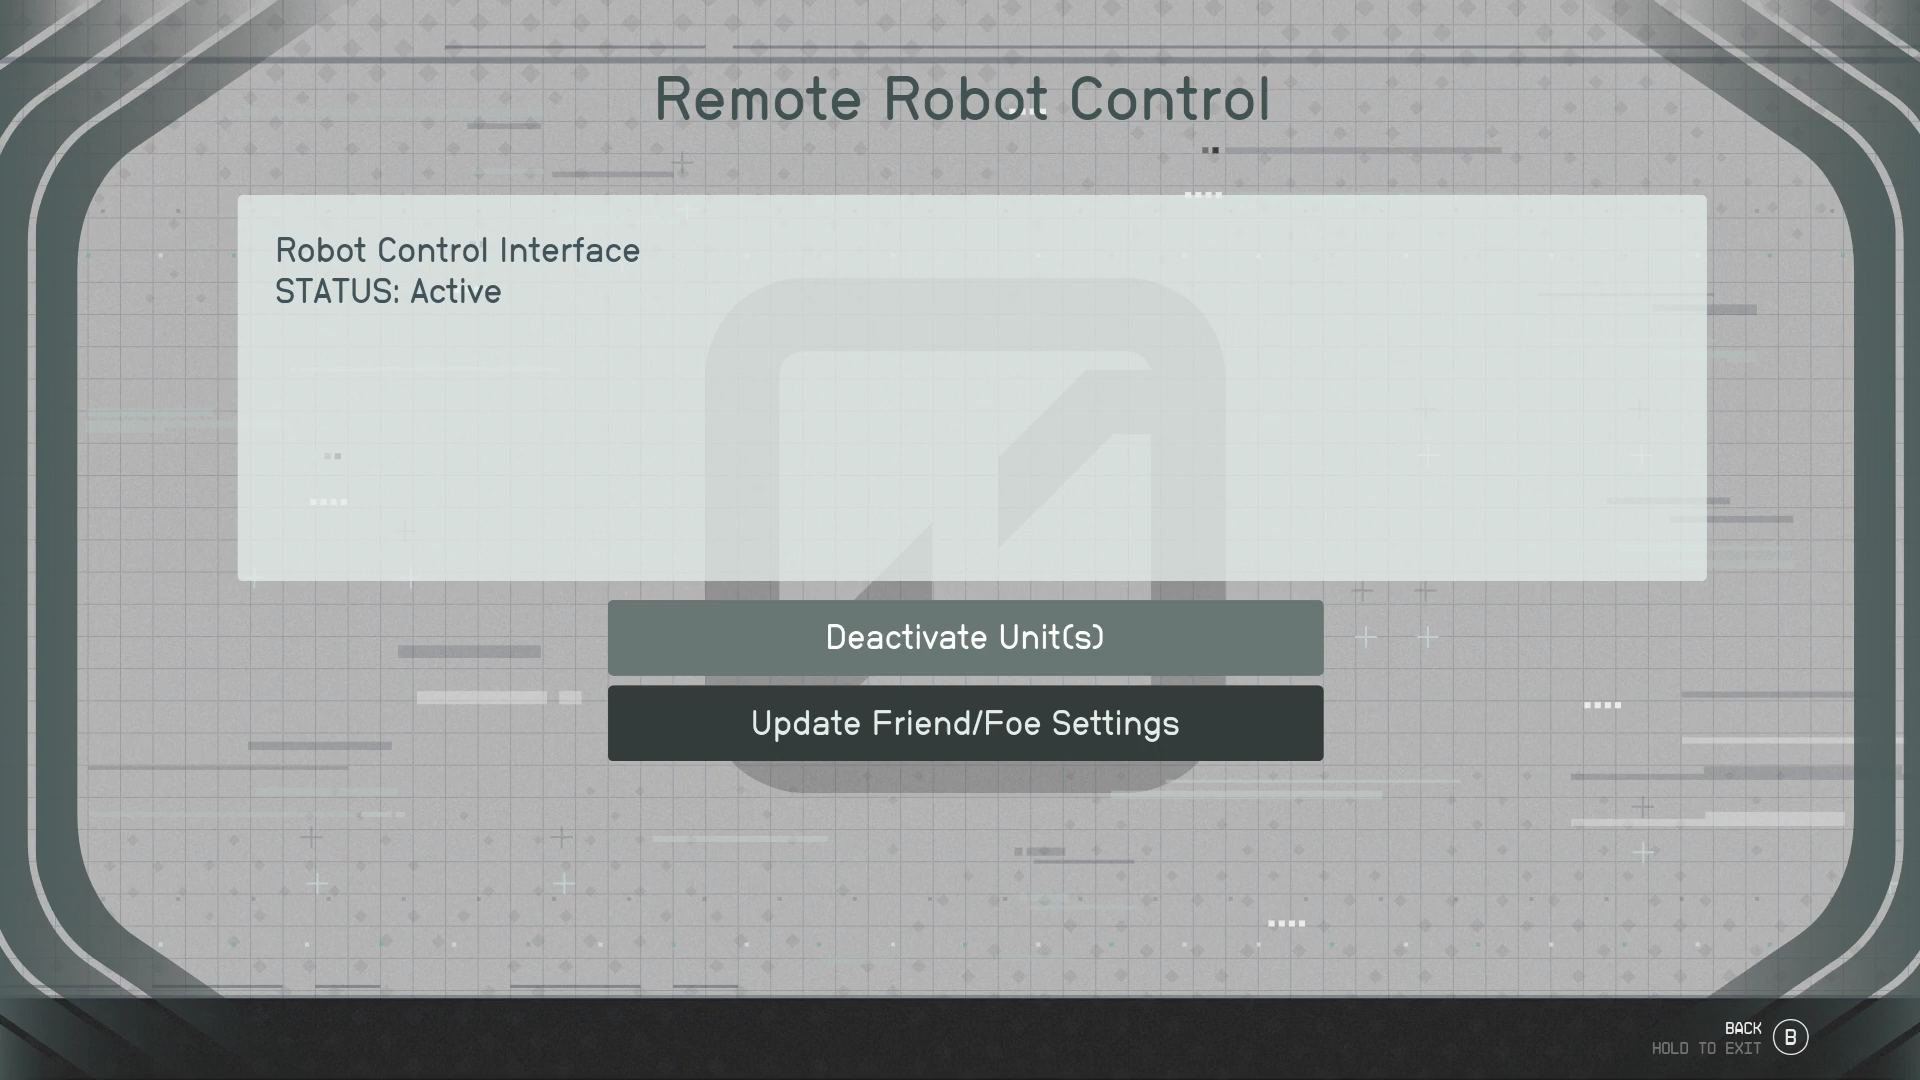 Remote Robot Control
Robot Control Interface
STATUS: Active
Deactivate Unit(s)
Update Friend/Foe Settings
BACK
HOLD TO EXIT
B